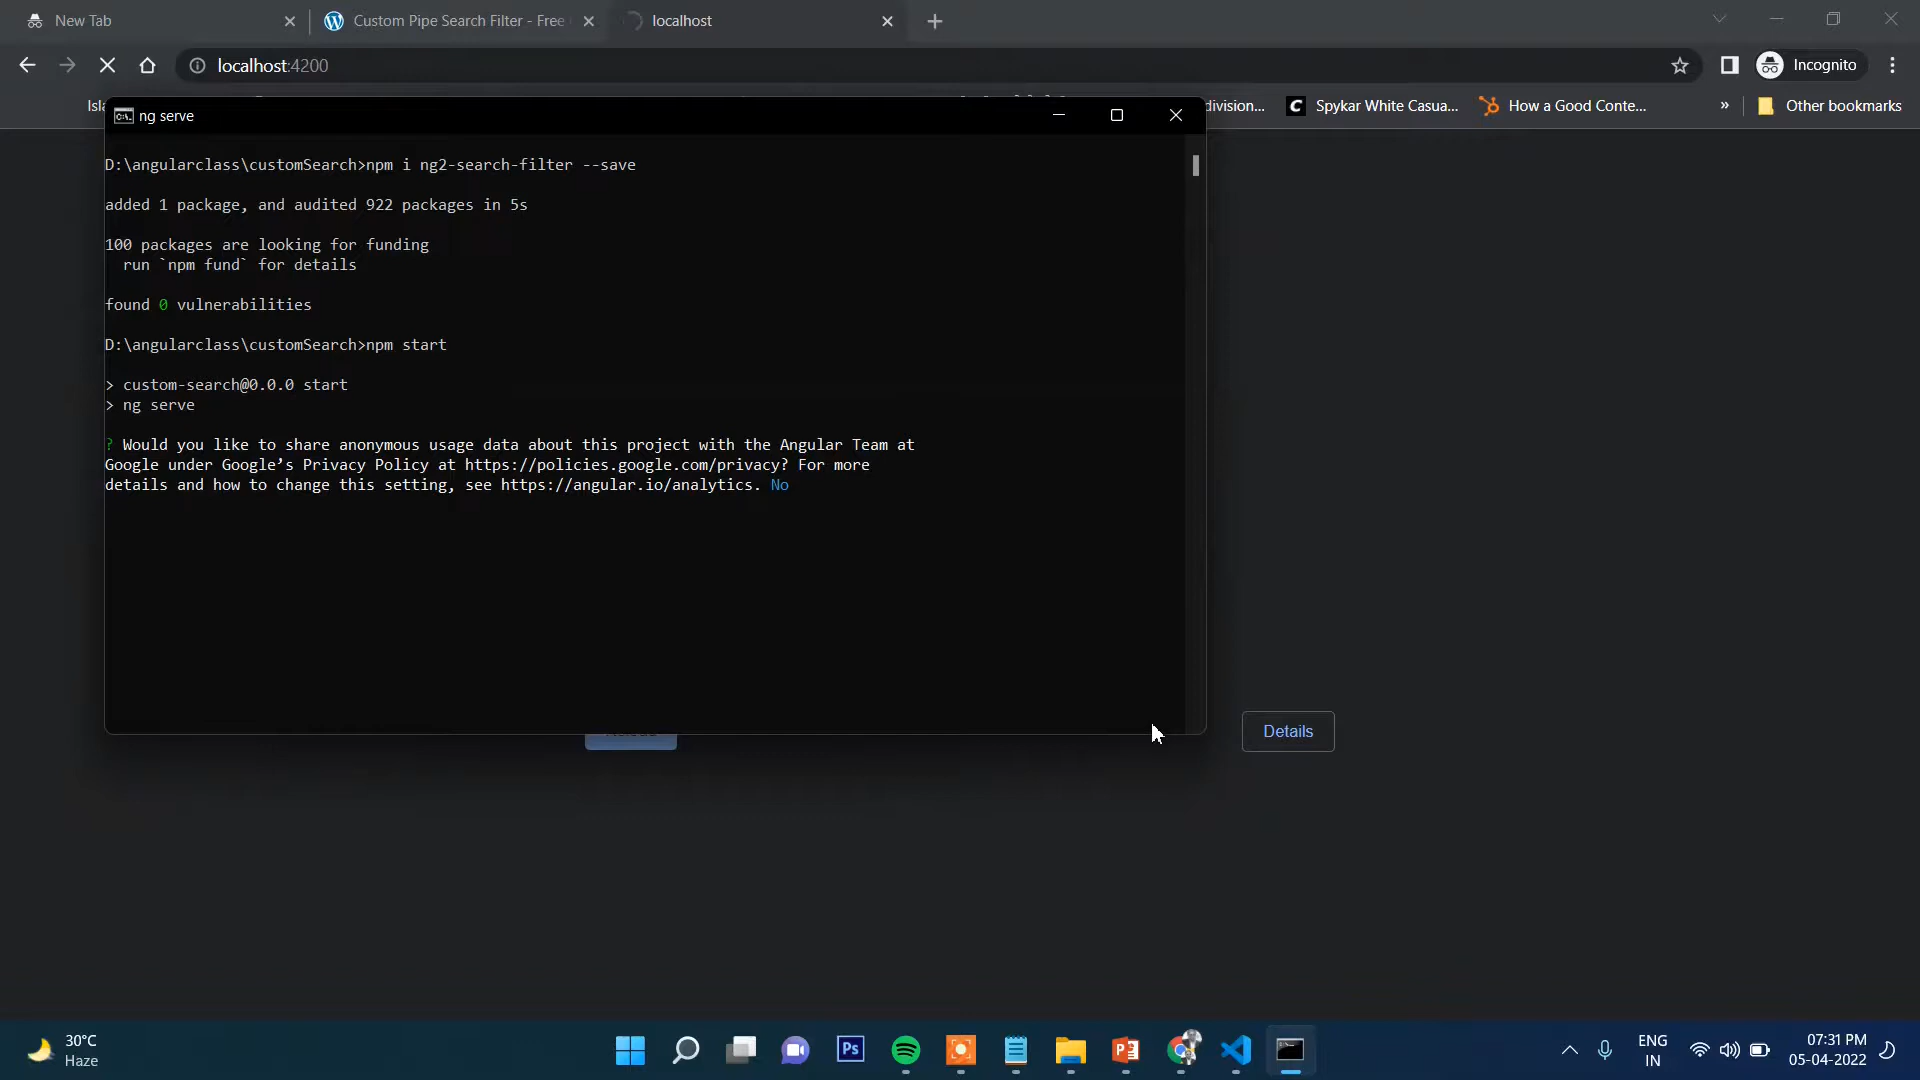 New Tab
Custom Pipe Search Filter - Free
localhost
localhost:4200
Incognito
Isla
division...
Spykar White Casua...
How a Good Conte...
»
Other bookmarks
ng serve
D:\angularclass\customSearch>npm i ng2-search-filter --save
added 1 package, and audited 922 packages in 5s
100 packages are looking for funding
run `npm fund` for details
found 0 vulnerabilities
D:\angularclass\customSearch>npm start
> custom-search@0.0.0 start
> ng serve
? Would you like to share anonymous usage data about this project with the Angular Team at
Google under Google’s Privacy Policy at https://policies.google.com/privacy? For more
details and how to change this setting, see https://angular.io/analytics. No
Details
30°C
Haze
Ps
ENG
IN
07:31 PM
05-04-2022